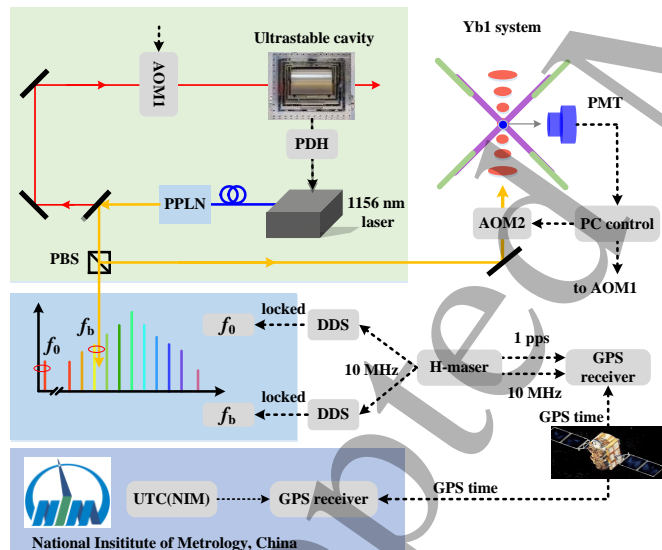 Ultrastable cavity
Yb1 system
AOM1
PMT
PDH
PPLN
1156 nm
laser
AOM2
PC control
PBS
to AOM1
f0
fb
f0
locked
DDS
10 MHz
H-maser
1 pps
10 MHz
GPS
receiver
fb
locked
DDS
GPS time
NIM
UTC(NIM)
GPS receiver
GPS time
National Insititute of Metrology, China